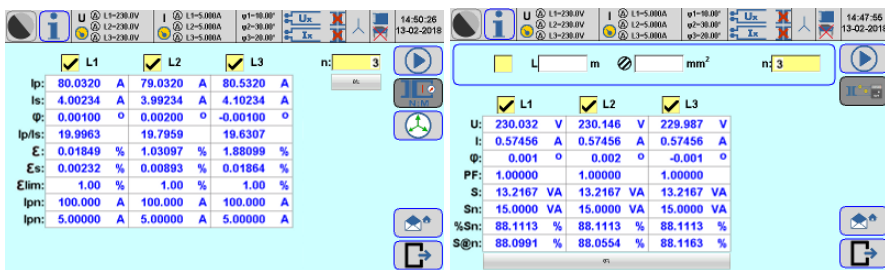 U L1=230.0V L2=230.0V L3=230.0V
I L1=5.000A L2=5.000A L3=5.000A
φ1=10.00° φ2=30.00° φ3=20.00°
Ux
Ix
14:50:26
13-02-2018
L1 L2 L3 n: 3
Ip: 80.0320 A 79.0320 A 80.5320 A
Is: 4.00234 A 3.99234 A 4.10234 A
φ: 0.00100 o 0.00200 o -0.00100 o
Ip/Is: 19.9963 19.7959 19.6307
Ɛ: 0.01849 % 1.03097 % 1.88099 %
Ɛs: 0.00232 % 0.00893 % 0.01864 %
Ɛlim: 1.00 % 1.00 % 1.00 %
Ipn: 100.000 A 100.000 A 100.000 A
Ipn: 5.00000 A 5.00000 A 5.00000 A
N:M
U L1=230.0V L2=230.0V L3=230.0V
I L1=5.000A L2=5.000A L3=5.000A
φ1=10.00° φ2=30.00° φ3=20.00°
Ux
Ix
14:47:55
13-02-2018
L m mm² n: 3
L1 L2 L3
U: 230.032 V 230.146 V 229.987 V
I: 0.57456 A 0.57456 A 0.57456 A
φ: 0.001 o 0.002 o -0.001 o
PF: 1.00000 1.00000 1.00000
S: 13.2167 VA 13.2167 VA 13.2167 VA
Sn: 15.0000 VA 15.0000 VA 15.0000 VA
%Sn: 88.1113 % 88.1113 % 88.1113 %
S@n: 88.0991 % 88.0554 % 88.1163 %